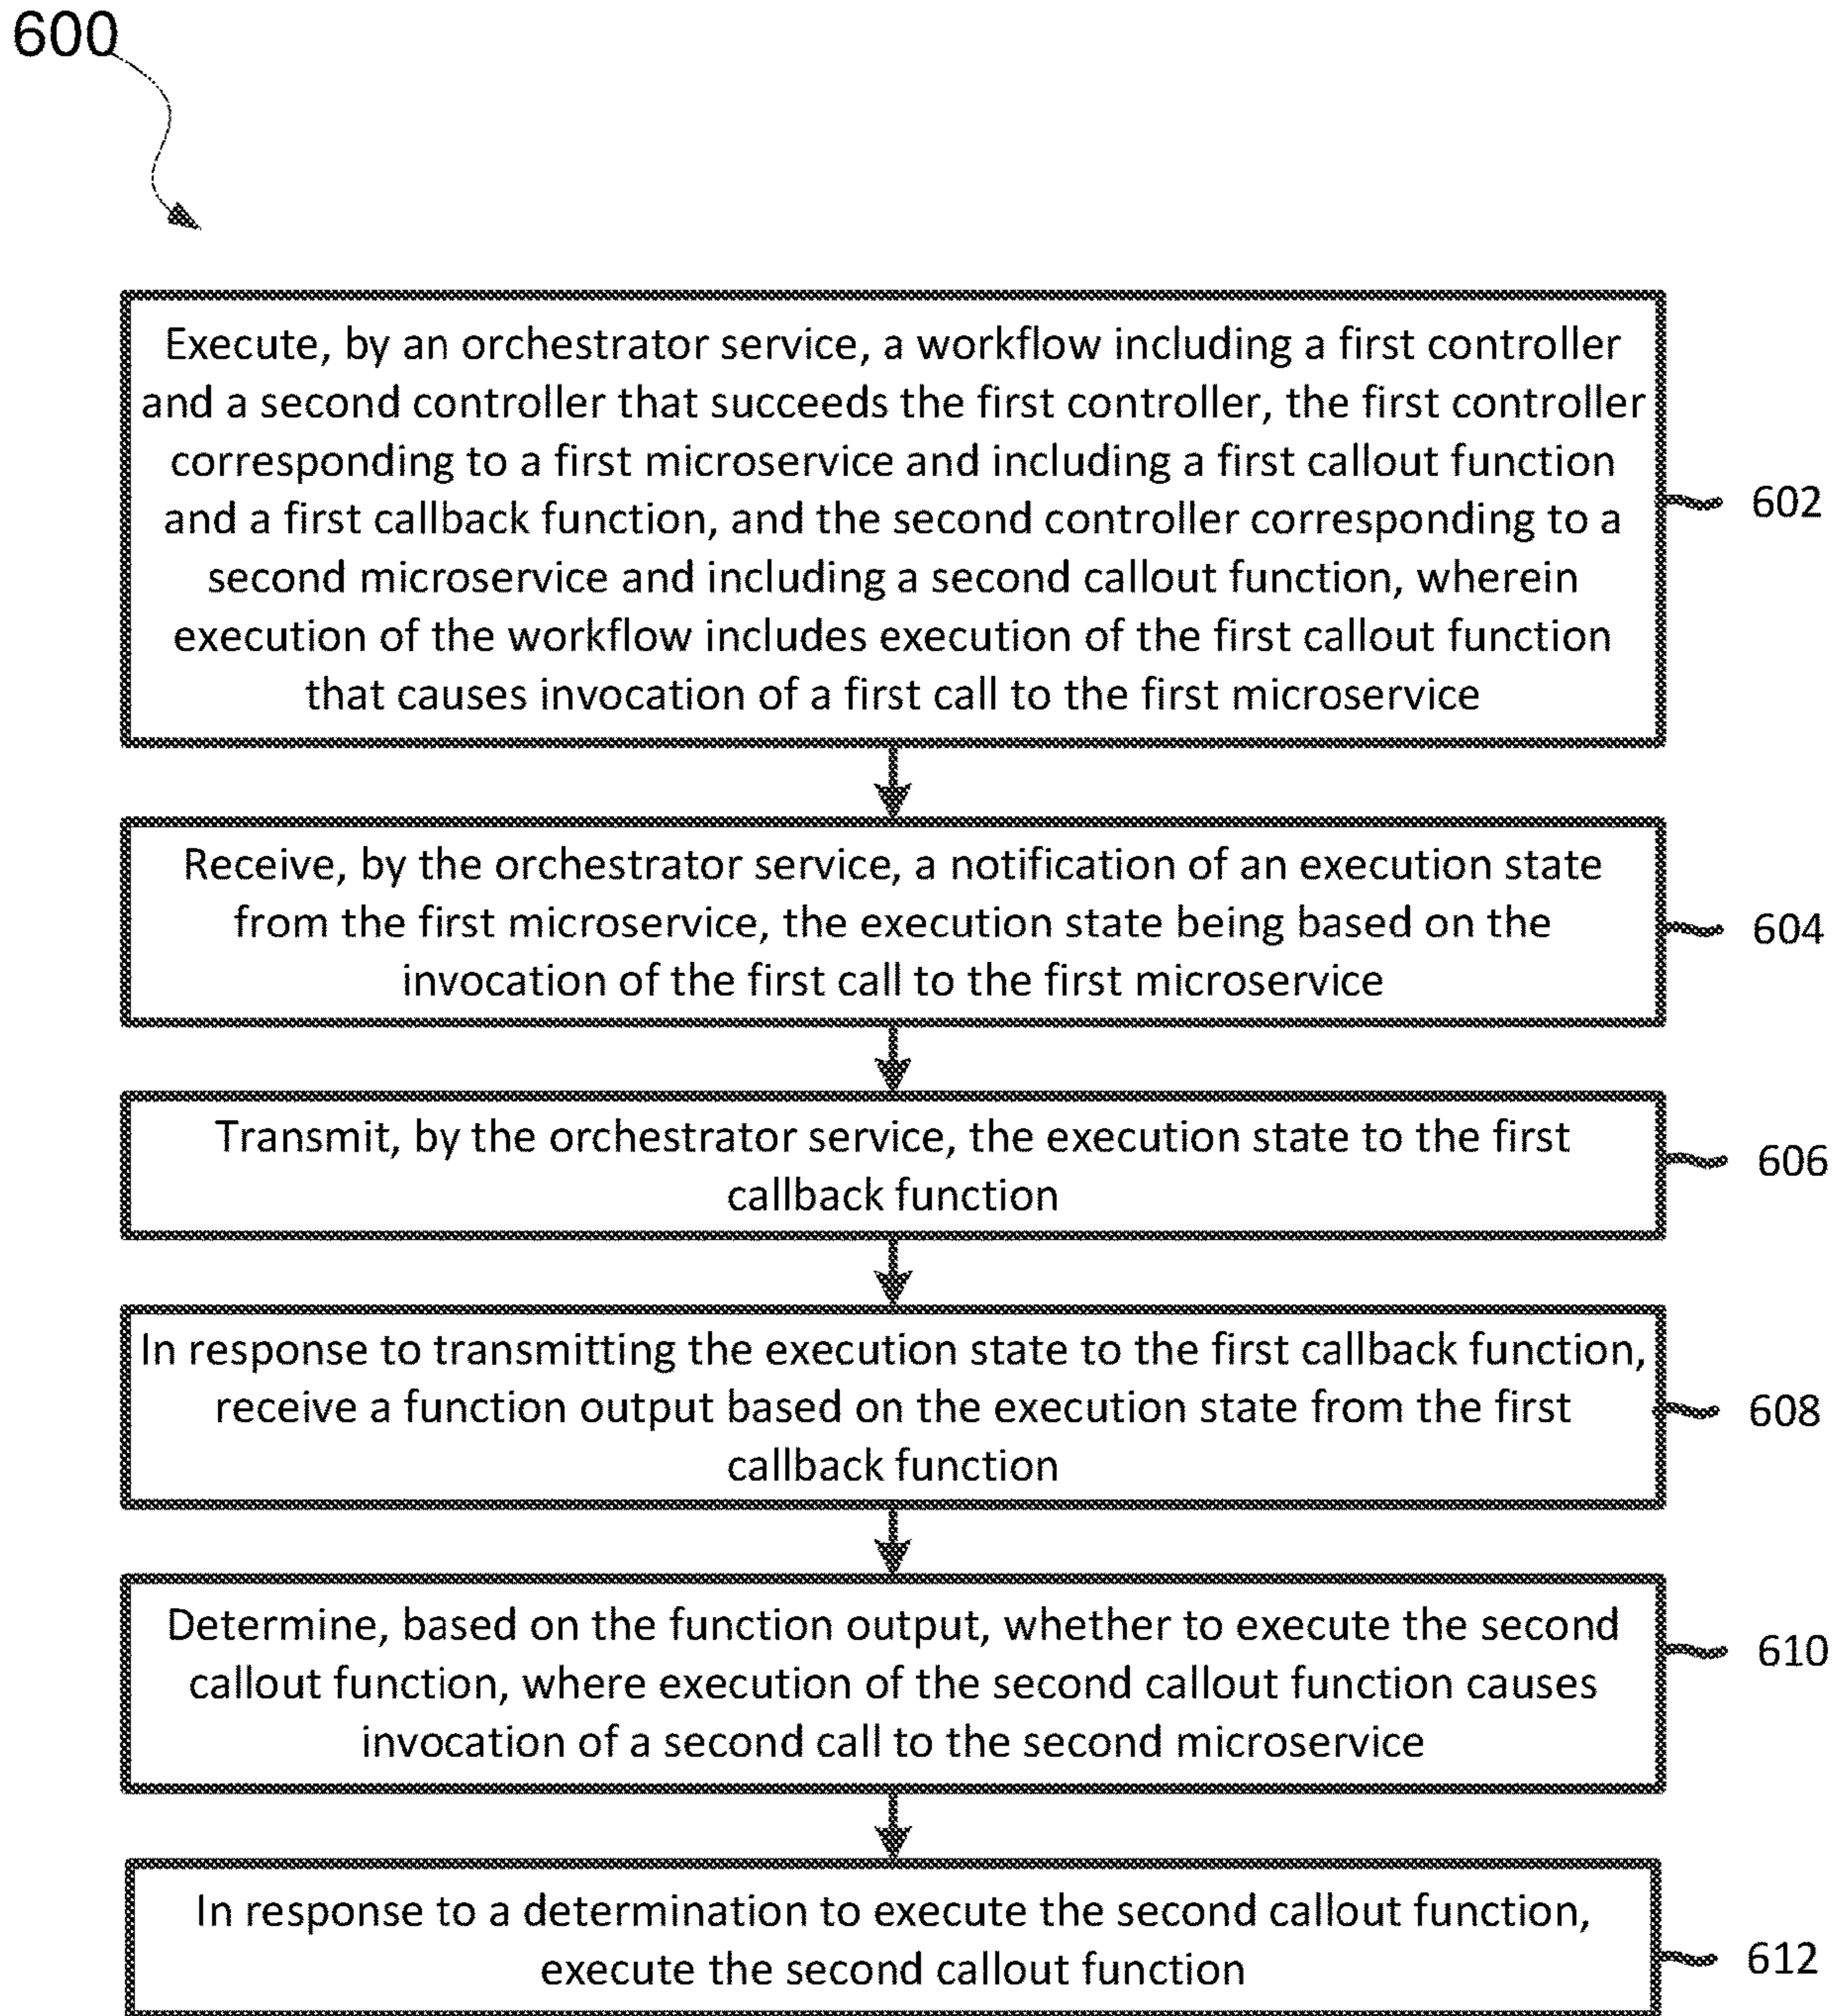 600
Execute, by an orchestrator service, a workflow including a first controller
and a second controller that succeeds the first controller, the first controller
corresponding to a first microservice and including a first callout function
and a first callback function, and the second controller corresponding to a
second microservice and including a second callout function, wherein
execution of the workflow includes execution of the first callout function
that causes invocation of a first call to the first microservice
602
Receive, by the orchestrator service, a notification of an execution state
from the first microservice, the execution state being based on the
invocation of the first call to the first microservice
604
Transmit, by the orchestrator service, the execution state to the first
callback function
606
In response to transmitting the execution state to the first callback function,
receive a function output based on the execution state from the first
callback function
608
Determine, based on the function output, whether to execute the second
callout function, where execution of the second callout function causes
invocation of a second call to the second microservice
610
In response to a determination to execute the second callout function,
execute the second callout function
612